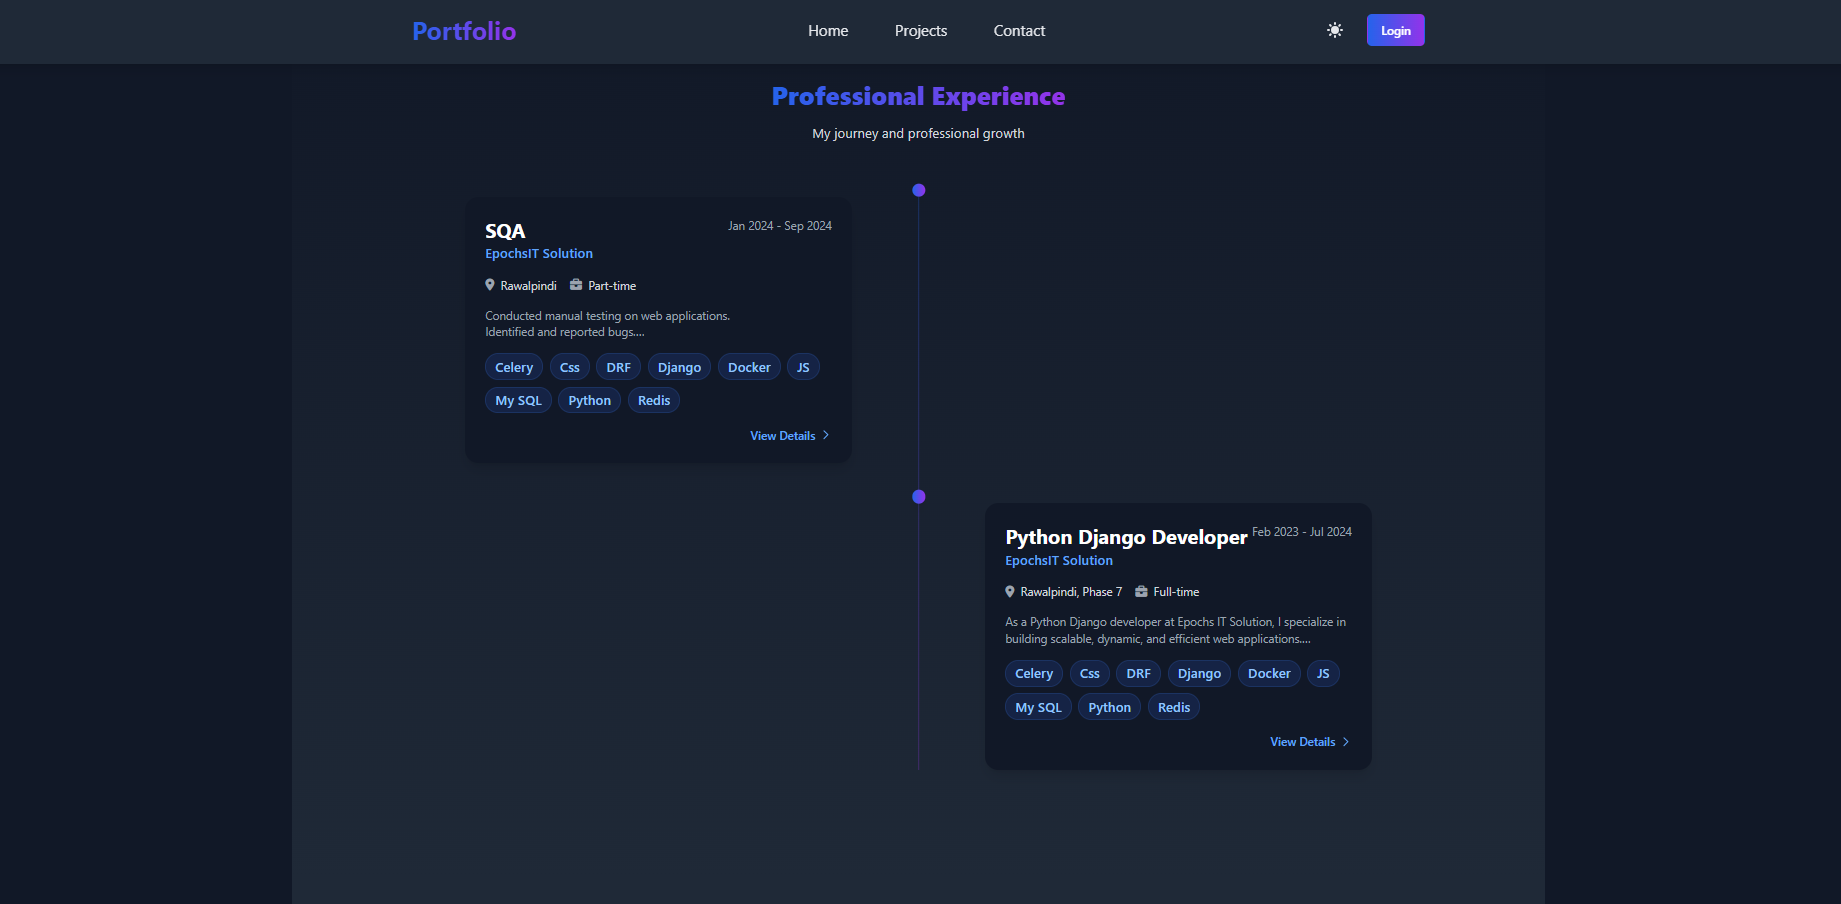 Portfolio
Home Projects Contact
Login
Professional Experience
My journey and professional growth
SQA
Jan 2024 - Sep 2024
EpochsIT Solution
Rawalpindi Part-time
Conducted manual testing on web applications.
Identified and reported bugs....
Celery Css DRF Django Docker JS
My SQL Python Redis
View Details
Python Django Developer
Feb 2023 - Jul 2024
EpochsIT Solution
Rawalpindi, Phase 7 Full-time
As a Python Django developer at Epochs IT Solution, I specialize in
building scalable, dynamic, and efficient web applications....
Celery Css DRF Django Docker JS
My SQL Python Redis
View Details